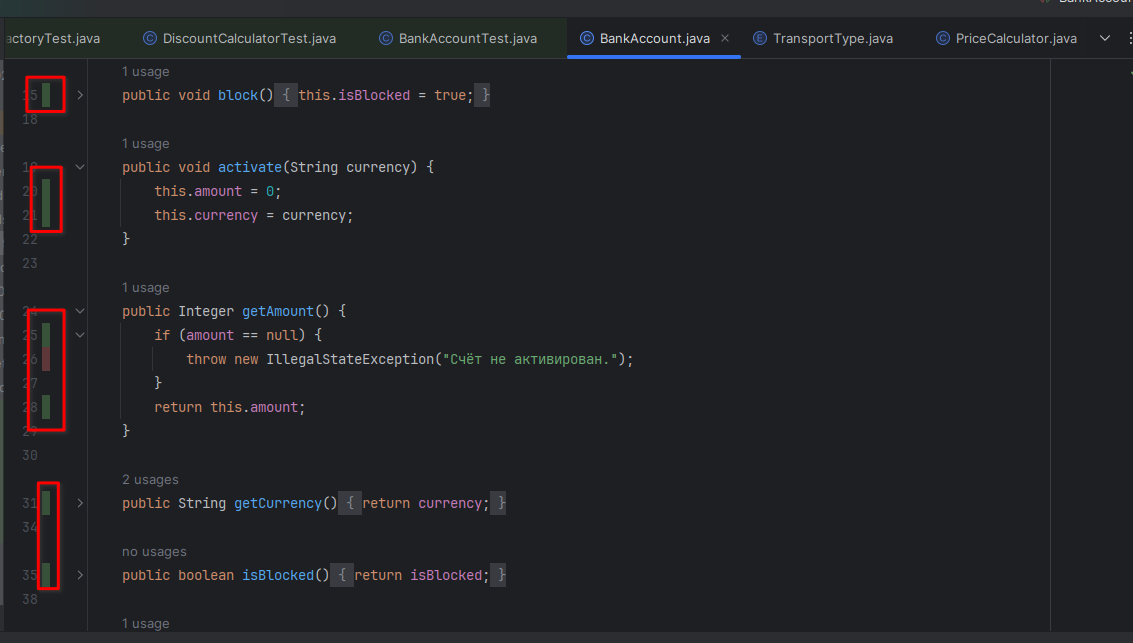 actoryTest.java DiscountCalculatorTest.java BankAccountTest.java BankAccount.java TransportType.java PriceCalculator.java
1 usage
15 public void block() { this.isBlocked = true; }
18
1 usage
19 public void activate(String currency) {
20 this.amount = 0;
21 this.currency = currency;
22 }
23
1 usage
24 public Integer getAmount() {
25 if (amount == null) {
26 throw new IllegalStateException("Счёт не активирован.");
27 }
28 return this.amount;
29 }
30
2 usages
31 public String getCurrency() { return currency; }
34
no usages
35 public boolean isBlocked() { return isBlocked; }
38
1 usage